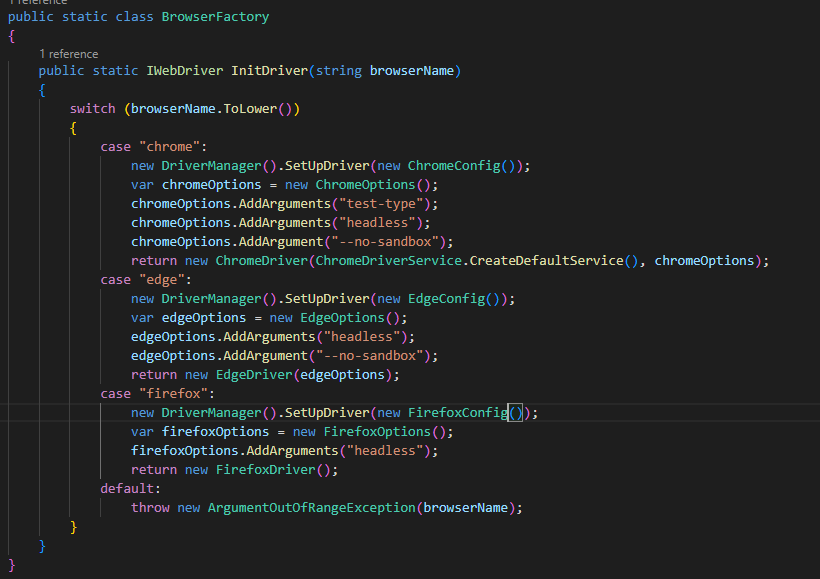 1 reference
public static class BrowserFactory
{
1 reference
public static IWebDriver InitDriver(string browserName)
{
switch (browserName.ToLower())
{
case "chrome":
new DriverManager().SetUpDriver(new ChromeConfig());
var chromeOptions = new ChromeOptions();
chromeOptions.AddArguments("test-type");
chromeOptions.AddArguments("headless");
chromeOptions.AddArgument("--no-sandbox");
return new ChromeDriver(ChromeDriverService.CreateDefaultService(), chromeOptions);
case "edge":
new DriverManager().SetUpDriver(new EdgeConfig());
var edgeOptions = new EdgeOptions();
edgeOptions.AddArguments("headless");
edgeOptions.AddArgument("--no-sandbox");
return new EdgeDriver(edgeOptions);
case "firefox":
new DriverManager().SetUpDriver(new FirefoxConfig());
var firefoxOptions = new FirefoxOptions();
firefoxOptions.AddArguments("headless");
return new FirefoxDriver();
default:
throw new ArgumentOutOfRangeException(browserName);
}
}
}